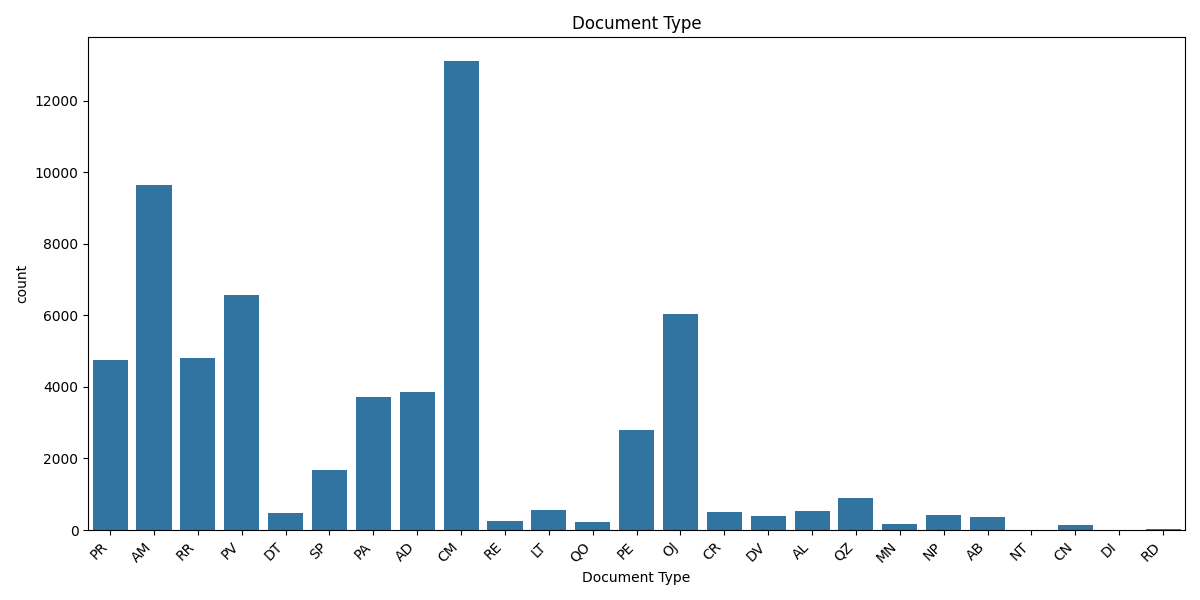 Document Type
count
12000
10000
8000
6000
4000
2000
0
PR AM RR PV DT SP PA AD CM RE LT QO PE OJ CR DV AL QZ MN NP AB NT CN DI RD
Document Type